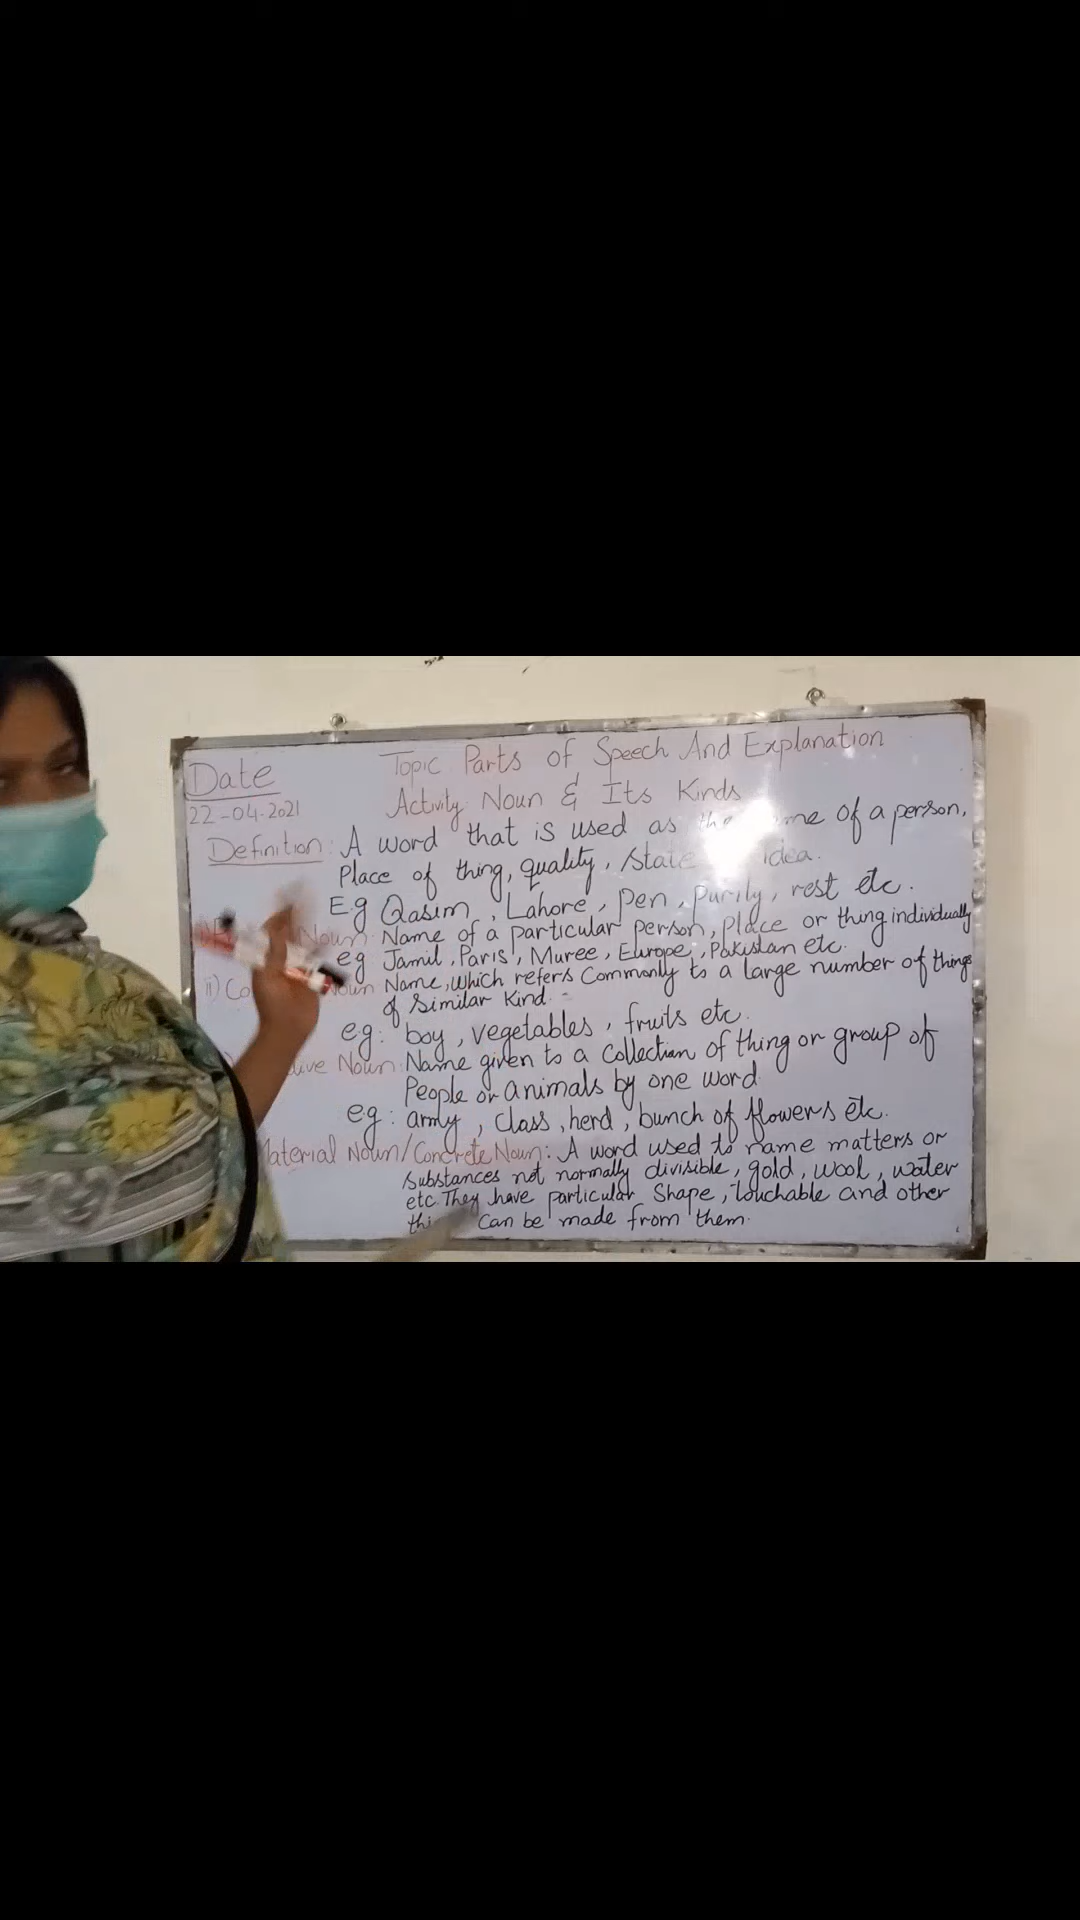 Date
22-04-2021
Topic Parts of Speech And Explanation
Activity Noun & Its Kinds
Definition: A word that is used as the of a person,
Place of thing, quality, state idea.
E.g Qasim, Lahore, pen, purity, rest etc.
Noun: Name of a particular person, place or thing individually
eg Jamil, Paris, Muree, Europe, Pakistan etc.
ii) Noun Name, which refers Commonly to a large number of things
of similar kind.
e.g: boy, vegetables, fruits etc.
Noun: Name given to a collection of thing or group of
People or animals by one word.
eg: army, class, herd, bunch of flowers etc.
Material Noun/Concrete Noun: A word used to name matters or
substances not normally divisible, gold, wool, water
etc. They have particular shape, touchable and other
can be made from them.